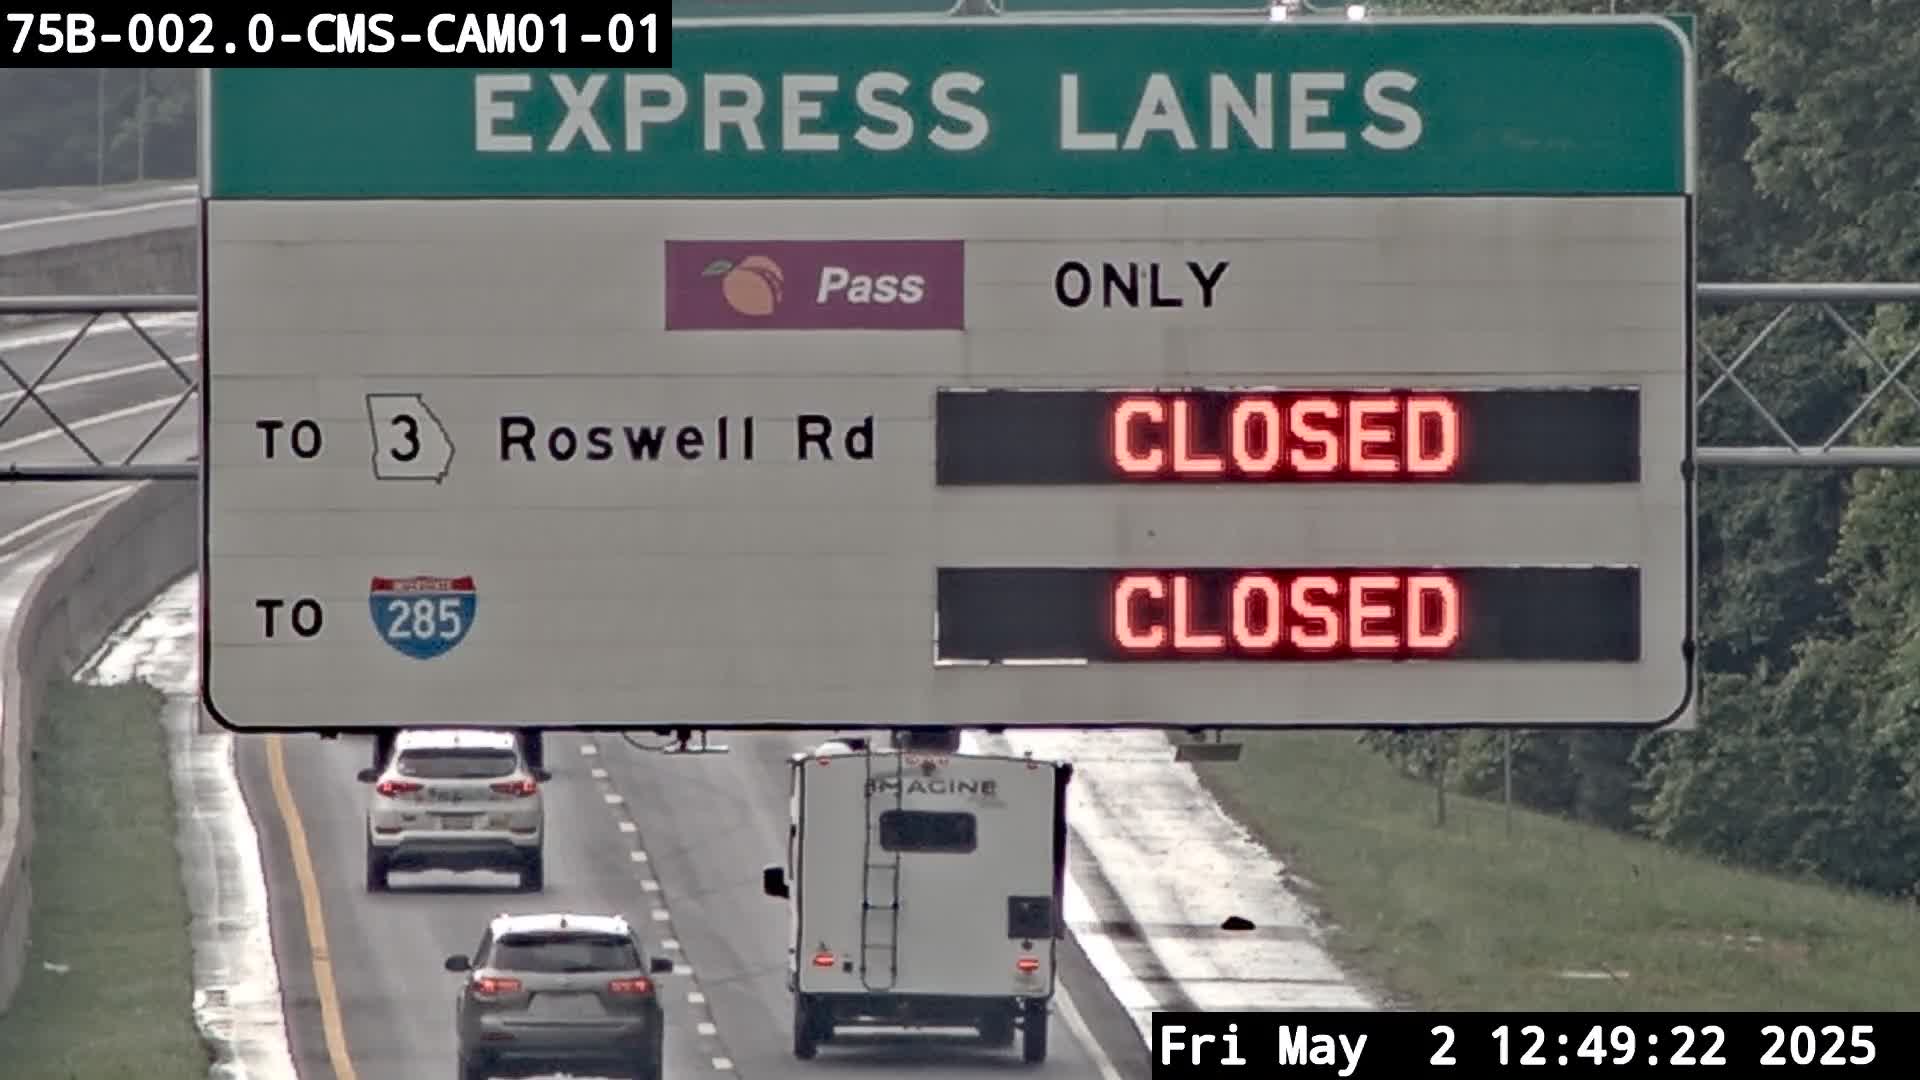 75B-002.0-CMS-CAM01-01
EXPRESS LANES
Pass ONLY
TO 3 Roswell Rd CLOSED
INTERSTATE
TO 285 CLOSED
IMAGINE
Fri May 2 12:49:22 2025